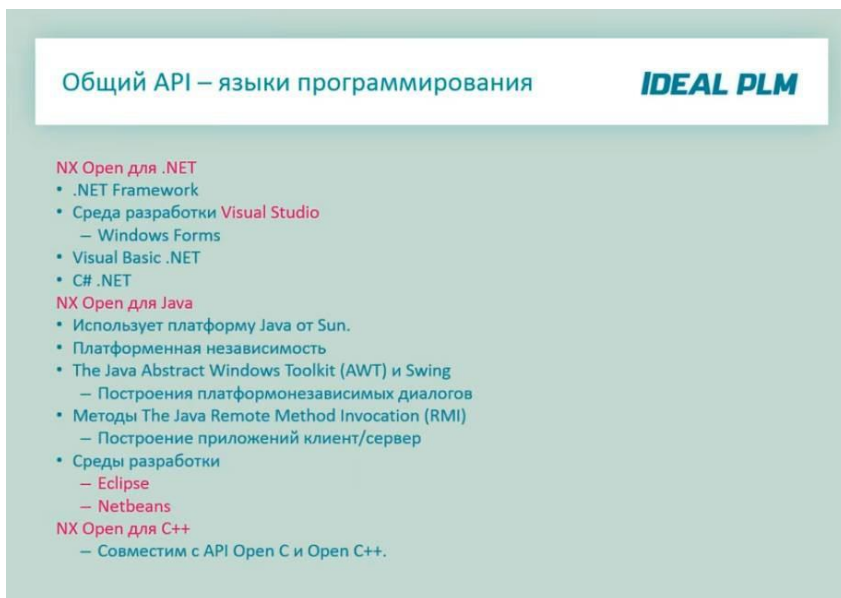 Общий API – языки программирования
IDEAL PLM
NX Open для .NET
• .NET Framework
• Среда разработки Visual Studio
– Windows Forms
• Visual Basic .NET
• C# .NET
NX Open для Java
• Использует платформу Java от Sun.
• Платформенная независимость
• The Java Abstract Windows Toolkit (AWT) и Swing
– Построения платформонезависимых диалогов
• Методы The Java Remote Method Invocation (RMI)
– Построение приложений клиент/сервер
• Среды разработки
– Eclipse
– Netbeans
NX Open для C++
– Совместим с API Open C и Open C++.